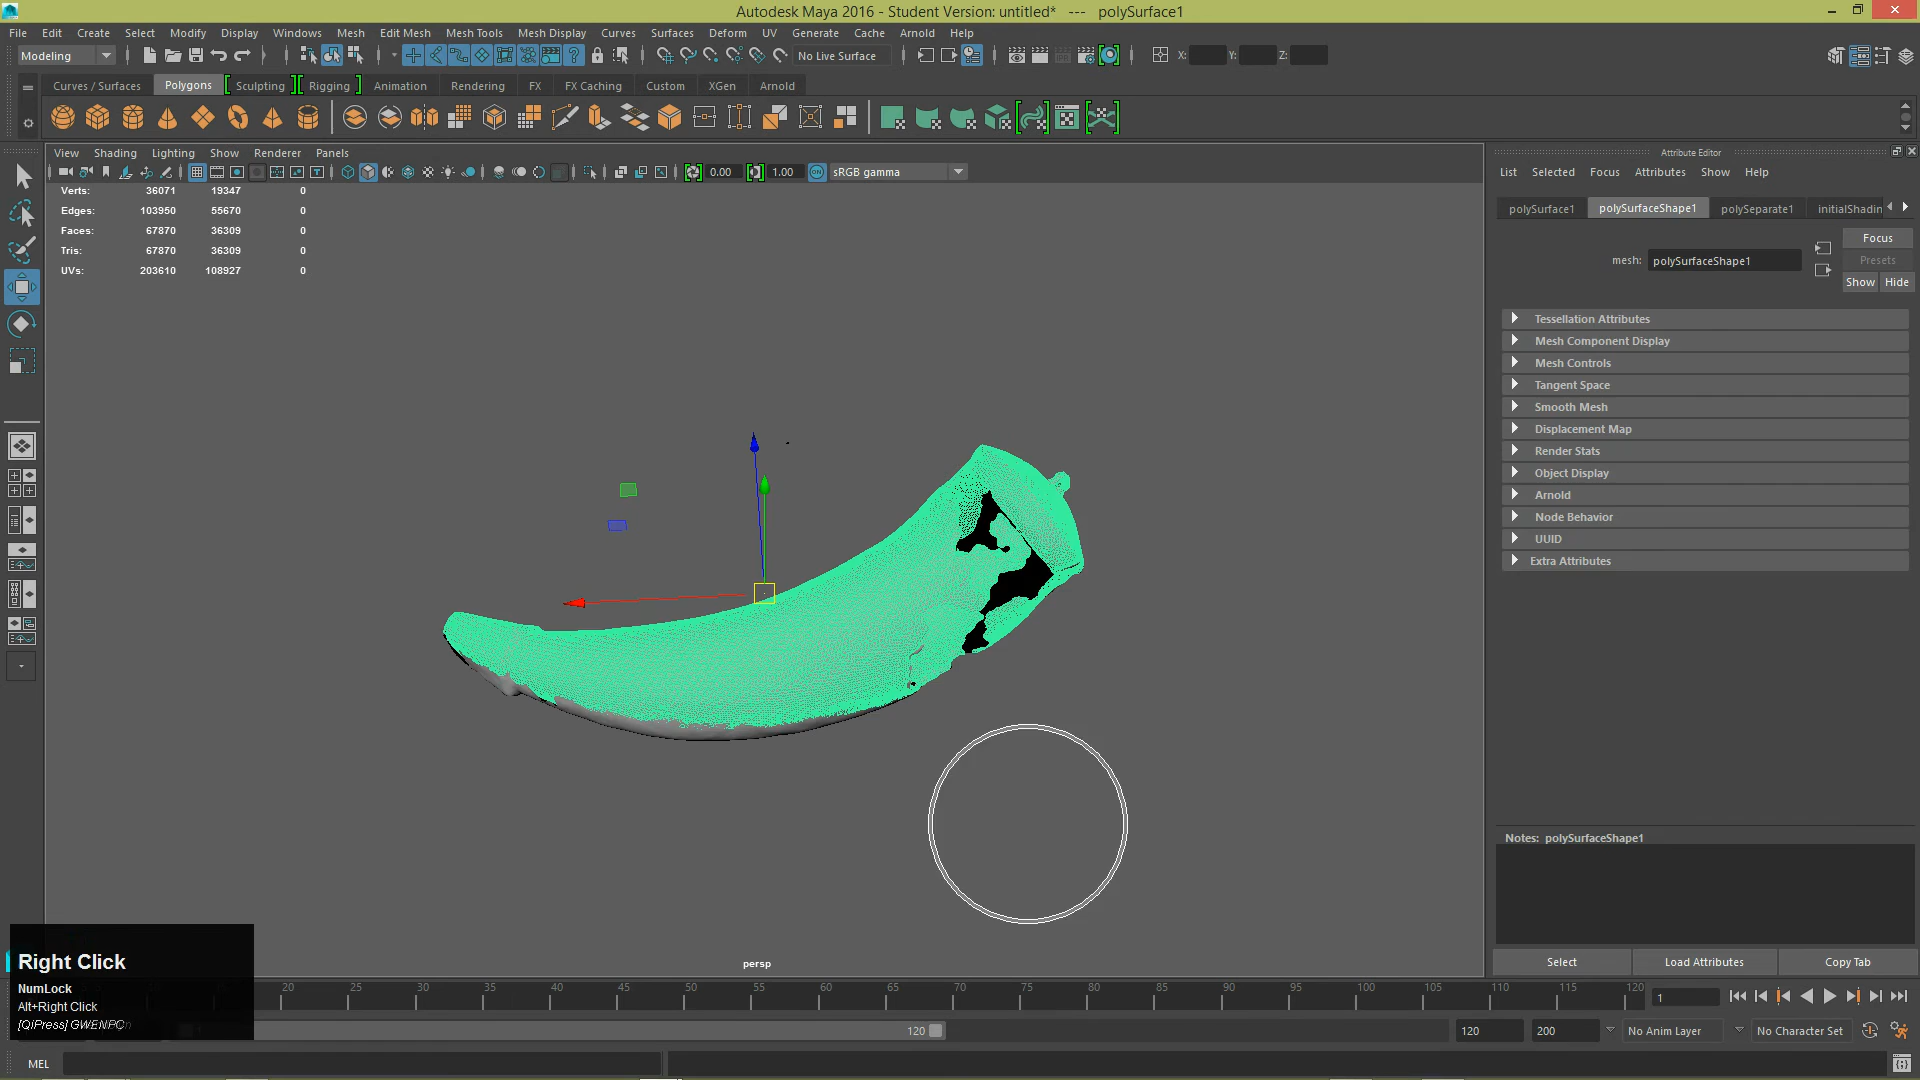 Autodesk Maya 2016 - Student Version: untitled*   ---   polySurface1
File Edit Create Select Modify Display Windows Mesh Edit Mesh Mesh Tools Mesh Display Curves Surfaces Deform UV Generate Cache Arnold Help
Modeling No Live Surface X: Y: Z:
Curves / Surfaces Polygons Sculpting Rigging Animation Rendering FX FX Caching Custom XGen Arnold
View Shading Lighting Show Renderer Panels
0.00 1.00 ON sRGB gamma
Verts: 36071 19347 0
Edges: 103950 55670 0
Faces: 67870 36309 0
Tris: 67870 36309 0
UVs: 203610 108927 0
persp
Attribute Editor
List Selected Focus Attributes Show Help
polySurface1 polySurfaceShape1 polySeparate1 initialShadin
Focus
mesh: polySurfaceShape1
Presets
Show Hide
Tessellation Attributes
Mesh Component Display
Mesh Controls
Tangent Space
Smooth Mesh
Displacement Map
Render Stats
Object Display
Arnold
Node Behavior
UUID
Extra Attributes
Notes: polySurfaceShape1
Select Load Attributes Copy Tab
Right Click
NumLock
Alt+Right Click
[QiPress] GWENPC
20 25 30 35 40 45 50 55 60 65 70 75 80 85 90 95 100 105 110 115 120
1
120 120 200 No Anim Layer No Character Set
MEL